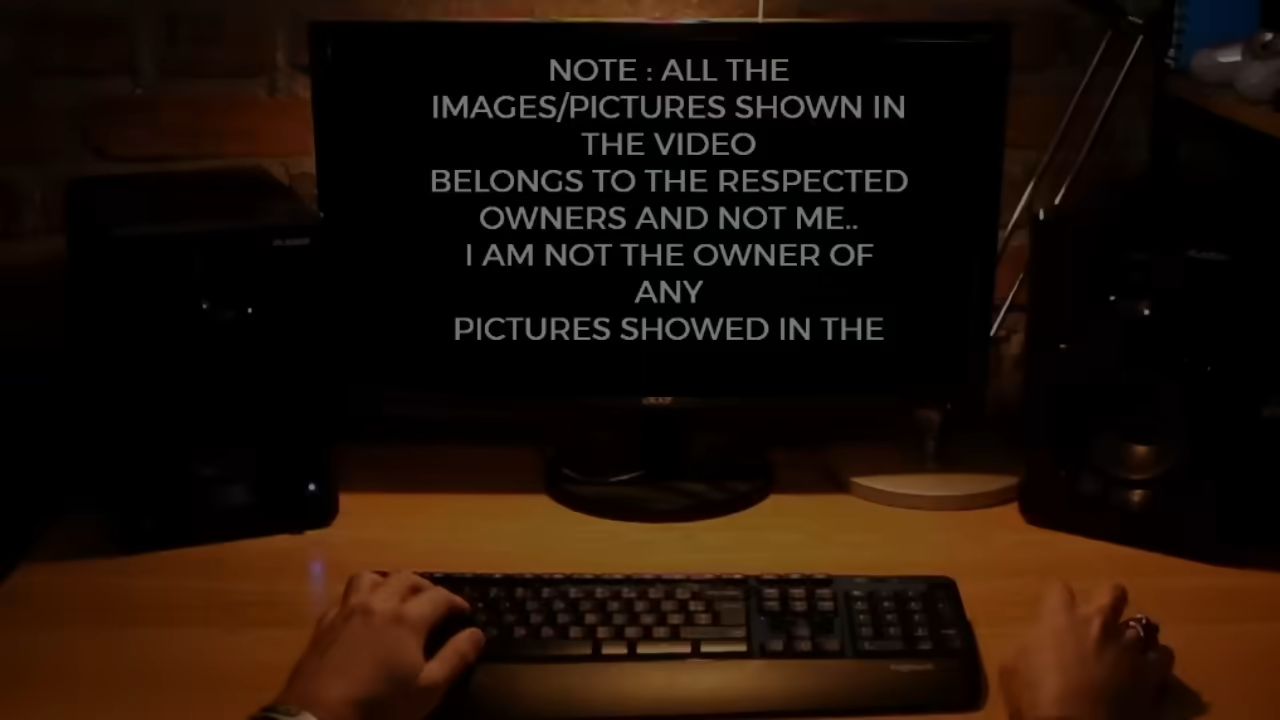 NOTE : ALL THE
IMAGES/PICTURES SHOWN IN
THE VIDEO
BELONGS TO THE RESPECTED
OWNERS AND NOT ME..
I AM NOT THE OWNER OF
ANY
PICTURES SHOWED IN THE